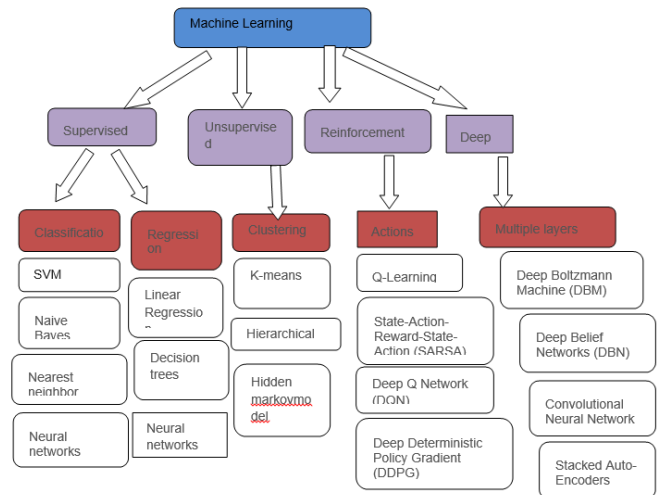 Machine Learning
Supervised
Unsupervise
d
Reinforcement
Deep
Classificatio
Regressi
on
Clustering
Actions
Multiple layers
SVM
Naive
Bayes
Nearest
neighbor
Neural
networks
Linear
Regressio
n
Decision
trees
Neural
networks
K-means
Hierarchical
Hidden
markovmo
del
Q-Learning
State-Action-
Reward-State-
Action (SARSA)
Deep Q Network
(DQN)
Deep Deterministic
Policy Gradient
(DDPG)
Deep Boltzmann
Machine (DBM)
Deep Belief
Networks (DBN)
Convolutional
Neural Network
Stacked Auto-
Encoders